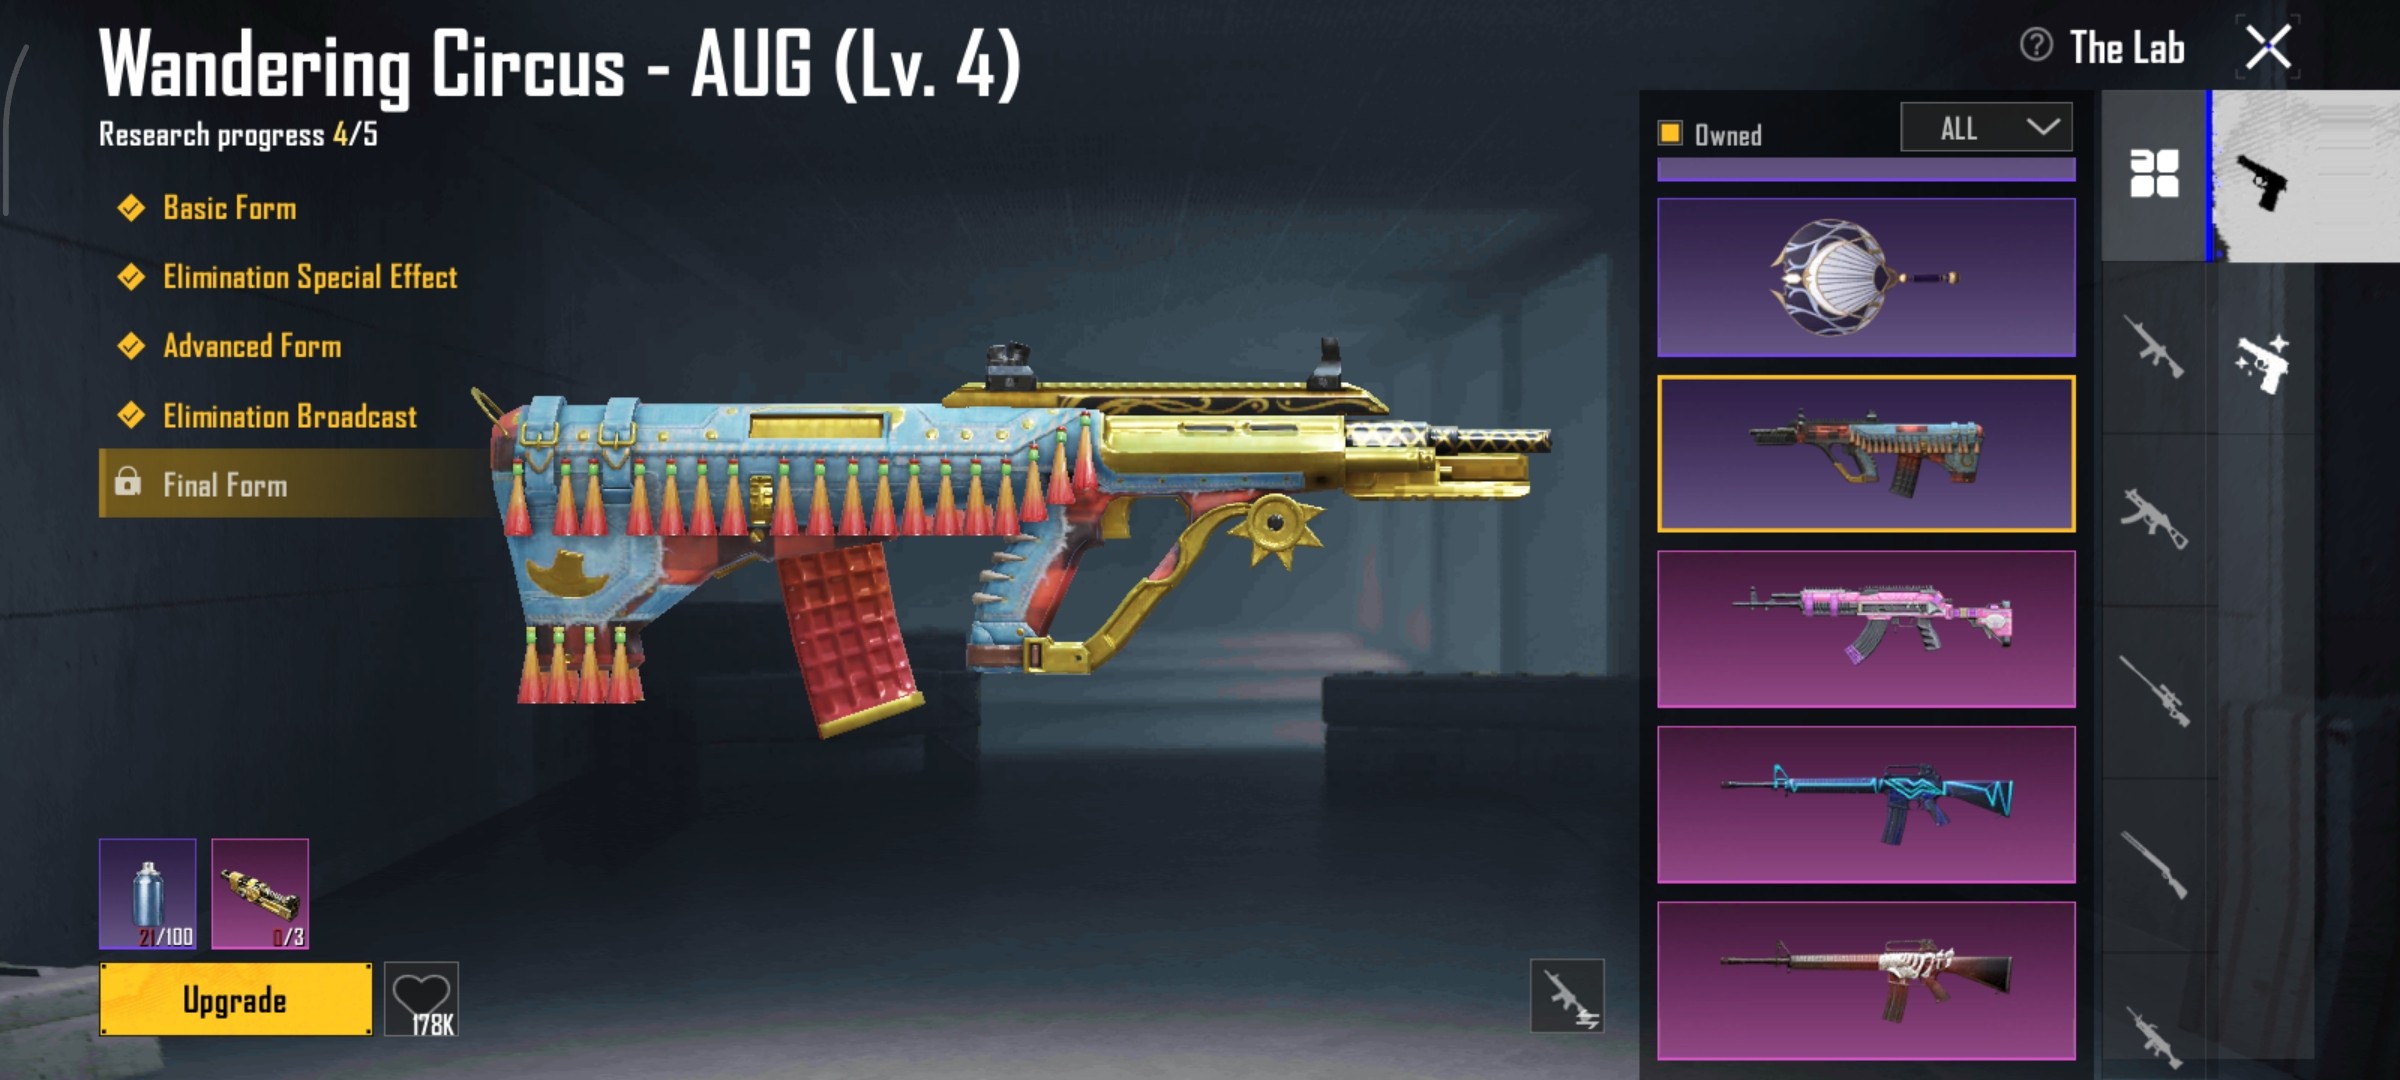 Wandering Circus - AUG (Lv. 4)
Research progress 4/5
Basic Form
Elimination Special Effect
Advanced Form
Elimination Broadcast
Final Form
21/100
0/3
Upgrade
178K
? The Lab
Owned
ALL